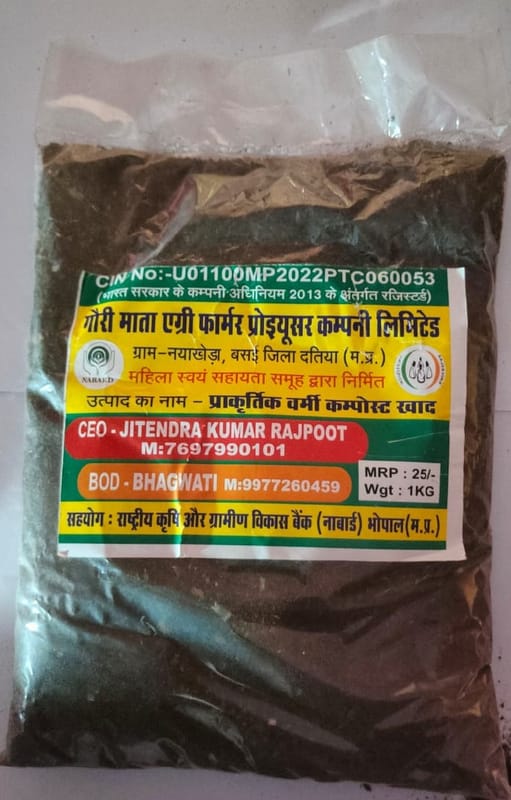 CIN No:-U01100MP2022PTC060053
(भारत सरकार के कम्पनी अधिनियम 2013 के अंतर्गत रजिस्टर्ड)
गौरी माता एग्री फार्मर प्रोड्यूसर कम्पनी लिमिटेड
ग्राम-नयाखेड़ा, बसई जिला दतिया (म.प्र.)
महिला स्वयं सहायता समूह द्वारा निर्मित
NABARD
उत्पाद का नाम – प्राकृर्तिक वर्मी कम्पोस्ट खाद
CEO - JITENDRA KUMAR RAJPOOT
M:7697990101
BOD - BHAGWATI M:9977260459
MRP : 25/-
Wgt : 1KG
सहयोग : राष्ट्रीय कृषि और ग्रामीण विकास बैंक (नाबार्ड) भोपाल(म.प्र.)